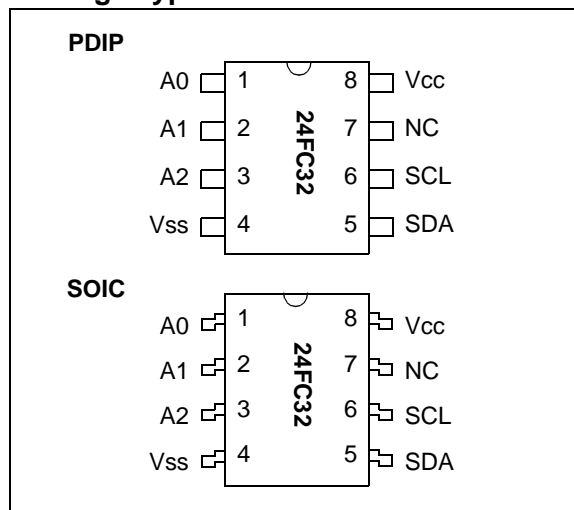 PDIP
A0 1 8 Vcc
A1 2 7 NC
A2 3 6 SCL
Vss 4 5 SDA
24FC32
SOIC
A0 1 8 Vcc
A1 2 7 NC
A2 3 6 SCL
Vss 4 5 SDA
24FC32